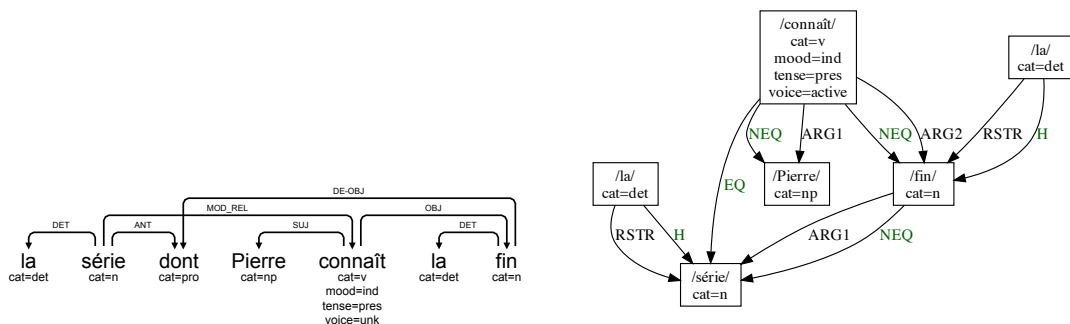 DE-OBJ
MOD_REL OBJ
DET ANT SUJ DET
la série dont Pierre connaît la fin
cat=det cat=n cat=pro cat=np cat=v cat=det cat=n
mood=ind
tense=pres
voice=unk
/connaît/
cat=v
mood=ind
tense=pres
voice=active
/la/
cat=det
NEQ ARG1 NEQ ARG2 RSTR H
/la/
cat=det
EQ
/Pierre/
cat=np
/fin/
cat=n
RSTR H ARG1 NEQ
/série/
cat=n